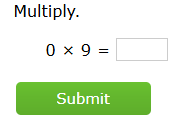 Multiply.
0 × 9 =
Submit